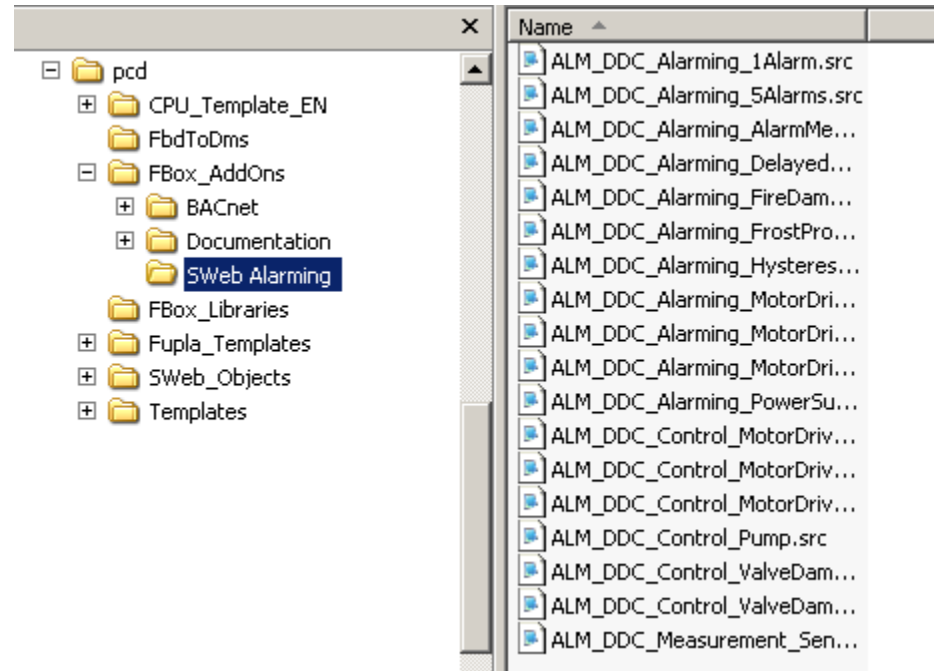 pcd
CPU_Template_EN
FbdToDms
FBox_AddOns
BACnet
Documentation
SWeb Alarming
FBox_Libraries
Fupla_Templates
SWeb_Objects
Templates
Name
ALM_DDC_Alarming_1Alarm.src
ALM_DDC_Alarming_5Alarms.src
ALM_DDC_Alarming_AlarmMe...
ALM_DDC_Alarming_Delayed...
ALM_DDC_Alarming_FireDam...
ALM_DDC_Alarming_FrostPro...
ALM_DDC_Alarming_Hysteres...
ALM_DDC_Alarming_MotorDri...
ALM_DDC_Alarming_MotorDri...
ALM_DDC_Alarming_MotorDri...
ALM_DDC_Alarming_PowerSu...
ALM_DDC_Control_MotorDriv...
ALM_DDC_Control_MotorDriv...
ALM_DDC_Control_MotorDriv...
ALM_DDC_Control_Pump.src
ALM_DDC_Control_ValveDam...
ALM_DDC_Control_ValveDam...
ALM_DDC_Measurement_Sen...